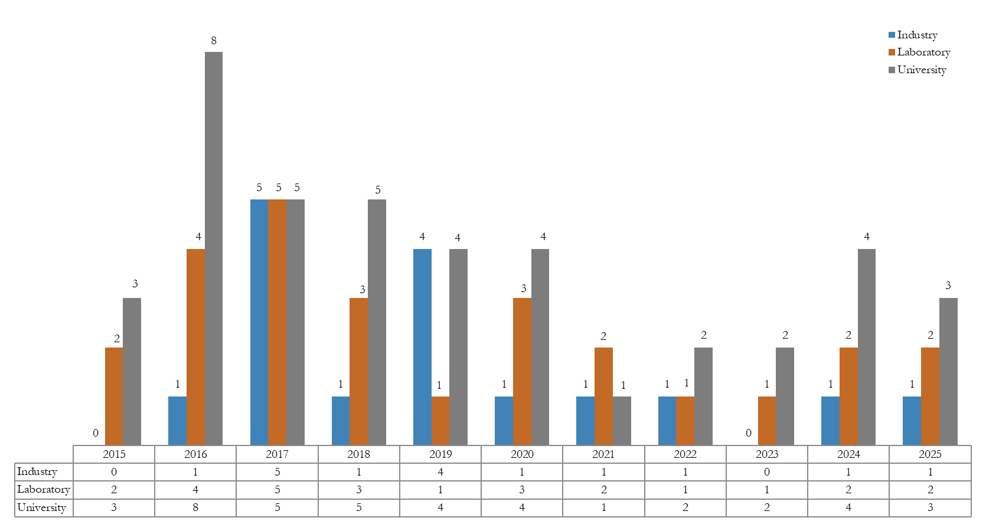 Industry
Laboratory
University
8
5 5 5 5
4 4 4 4 4
3 3 3 3
2 2 2 2 2 2
1 1 1 1 1 1 1 1 1 1 1
0 0
2015 2016 2017 2018 2019 2020 2021 2022 2023 2024 2025
Industry 0 1 5 1 4 1 1 1 0 1 1
Laboratory 2 4 5 3 1 3 2 1 1 2 2
University 3 8 5 5 4 4 1 2 2 4 3